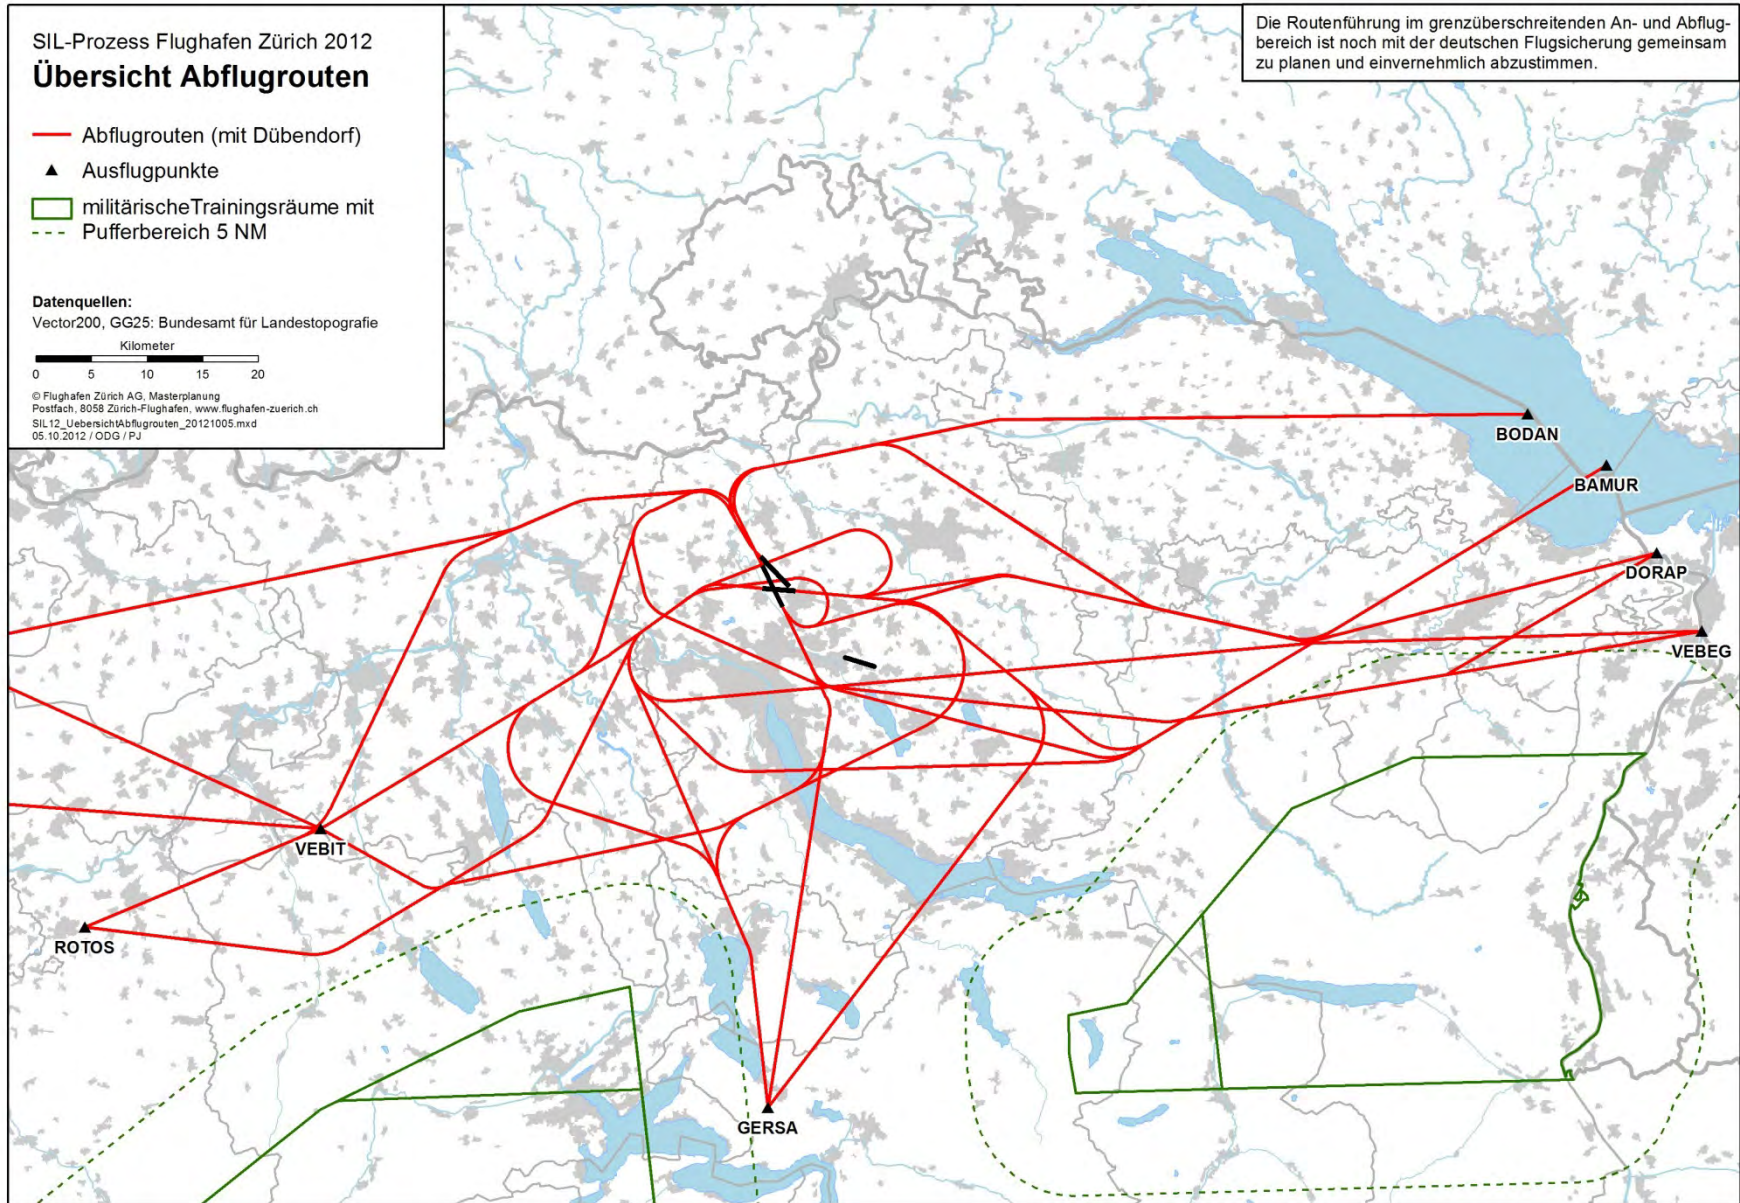 SIL-Prozess Flughafen Zürich 2012
Übersicht Abflugrouten
Abflugrouten (mit Dübendorf)
Ausflugpunkte
militärischeTrainingsräume mit
Pufferbereich 5 NM
Datenquellen:
Vector200, GG25: Bundesamt für Landestopografie
Kilometer
0 5 10 15 20
© Flughafen Zürich AG, Masterplanung
Postfach, 8058 Zürich-Flughafen, www.flughafen-zuerich.ch
SIL12_UebersichtAbflugrouten_20121005.mxd
05.10.2012 / ODG / PJ
Die Routenführung im grenzüberschreitenden An- und Abflug-
bereich ist noch mit der deutschen Flugsicherung gemeinsam
zu planen und einvernehmlich abzustimmen.
BODAN
BAMUR
DORAP
VEBEG
VEBIT
ROTOS
GERSA